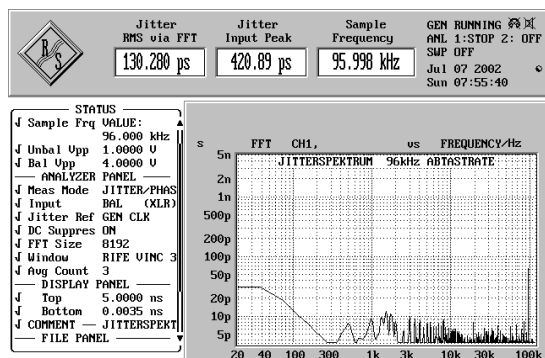 R S
Jitter
RMS via FFT
130.280 ps
Jitter
Input Peak
420.89 ps
Sample
Frequency
95.998 kHz
GEN RUNNING
ANL 1:STOP 2: OFF
SWP OFF
Jul 07 2002
Sun 07:55:40
STATUS
Sample Frq VALUE:
96.000 kHz
Unbal Vpp 1.0000 V
Bal Vpp 4.0000 V
ANALYZER PANEL
Meas Mode JITTER/PHAS
Input BAL (XLR)
Jitter Ref GEN CLK
DC Suppres ON
FFT Size 8192
Window RIFE VINC 3
Avg Count 3
DISPLAY PANEL
Top 5.0000 ns
Bottom 0.0035 ns
COMMENT — JITTERSPEKT
FILE PANEL
s FFT CH1, vs FREQUENCY/Hz
JITTERSPEKTRUM 96kHz ABTASTRATE
5n
2n
1n
500p
200p
100p
50p
20p
10p
5p
20 40 100 300 1k 3k 10k 30k 100k